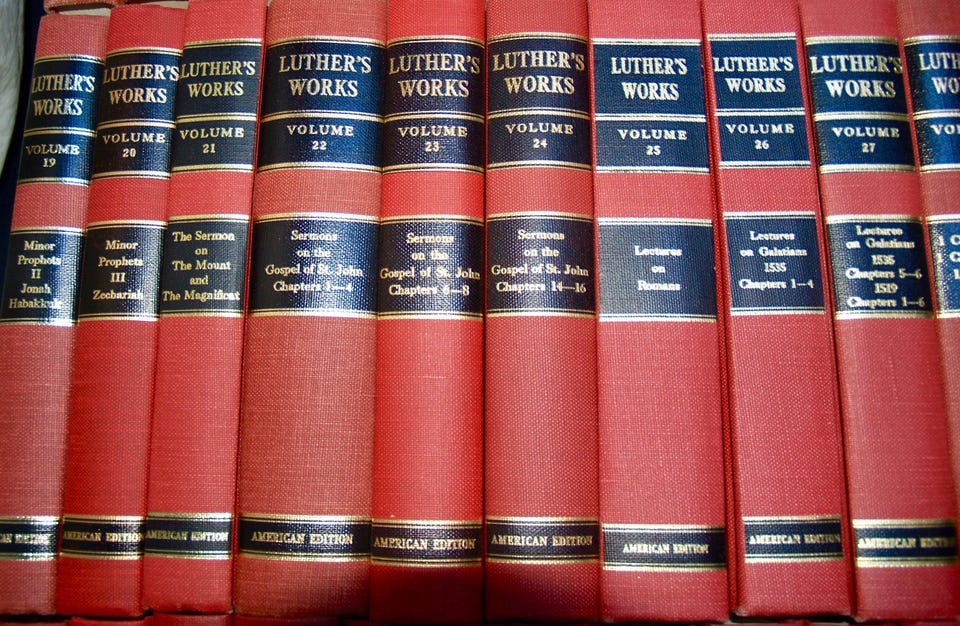 LUTHER'S
WORKS
VOLUME
19
Minor
Prophets
II
Jonah
Habakkuk
LUTHER'S
WORKS
VOLUME
20
Minor
Prophets
III
Zechariah
AMERICAN EDITION
LUTHER'S
WORKS
VOLUME
21
The Sermon
on
The Mount
and
The Magnificat
AMERICAN EDITION
LUTHER'S
WORKS
VOLUME
22
Sermons
on the
Gospel of St. John
Chapters 1—4
AMERICAN EDITION
LUTHER'S
WORKS
VOLUME
23
Sermons
on the
Gospel of St. John
Chapters 6—8
AMERICAN EDITION
LUTHER'S
WORKS
VOLUME
24
Sermons
on the
Gospel of St. John
Chapters 14—16
AMERICAN EDITION
LUTHER'S
WORKS
VOLUME
25
Lectures
on
Romans
AMERICAN EDITION
LUTHER'S
WORKS
VOLUME
26
Lectures
on Galatians
1535
Chapters 1—4
AMERICAN EDITION
LUTHER'S
WORKS
VOLUME
27
Lectures
on Galatians
1535
Chapters 5—6
1519
Chapters 1—6
AMERICAN EDITION